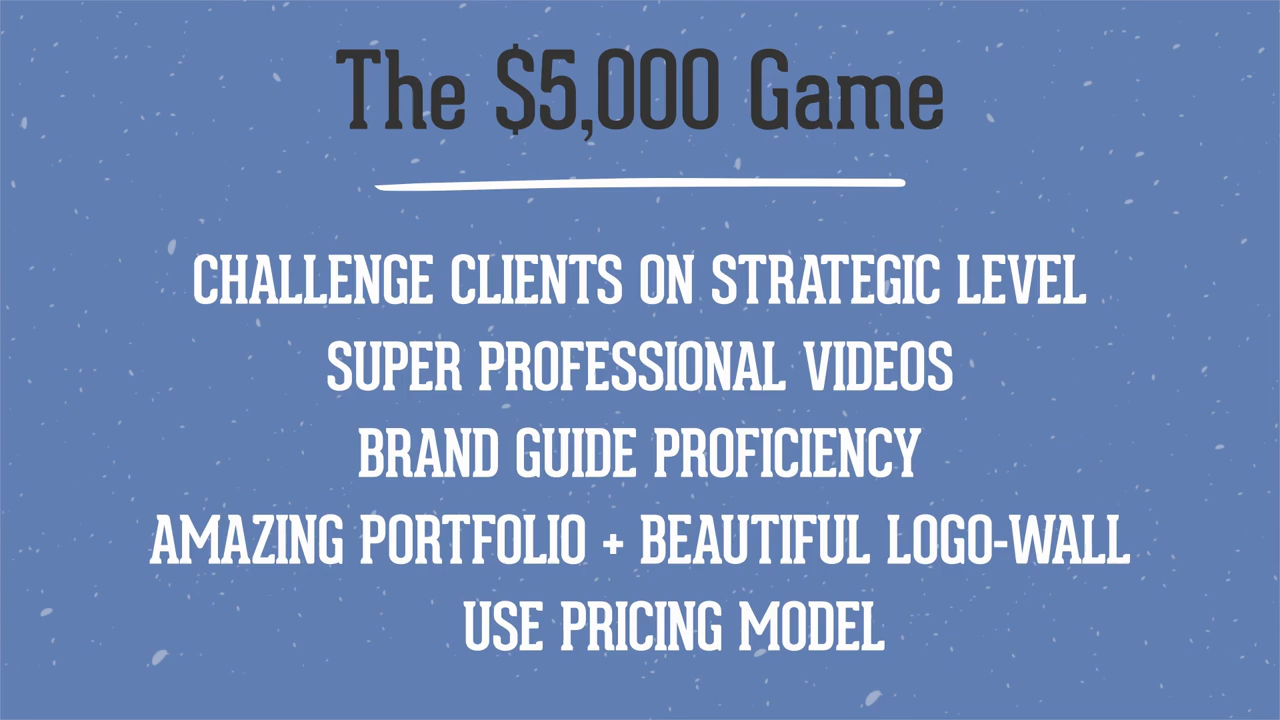 The $5,000 Game
CHALLENGE CLIENTS ON STRATEGIC LEVEL
SUPER PROFESSIONAL VIDEOS
BRAND GUIDE PROFICIENCY
AMAZING PORTFOLIO + BEAUTIFUL LOGO-WALL
USE PRICING MODEL